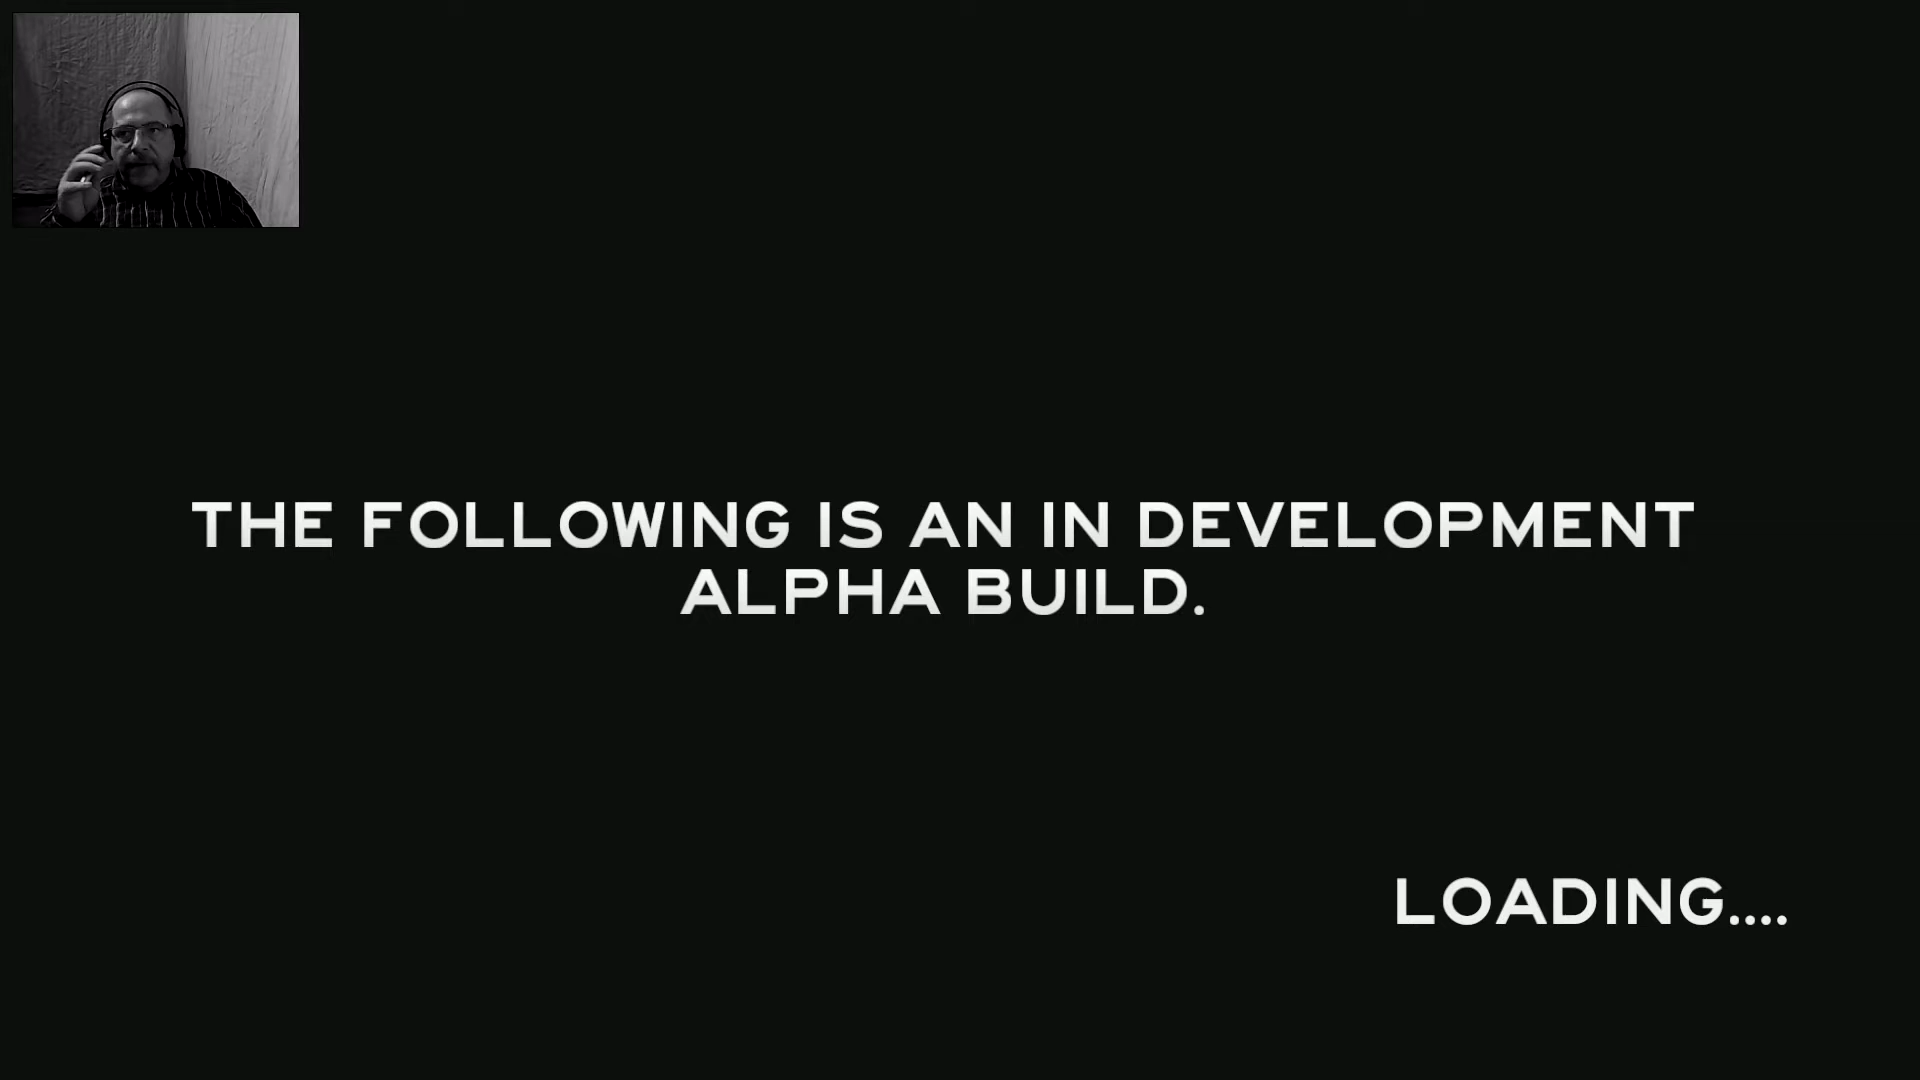 THE FOLLOWING IS AN IN DEVELOPMENT
ALPHA BUILD.
LOADING....